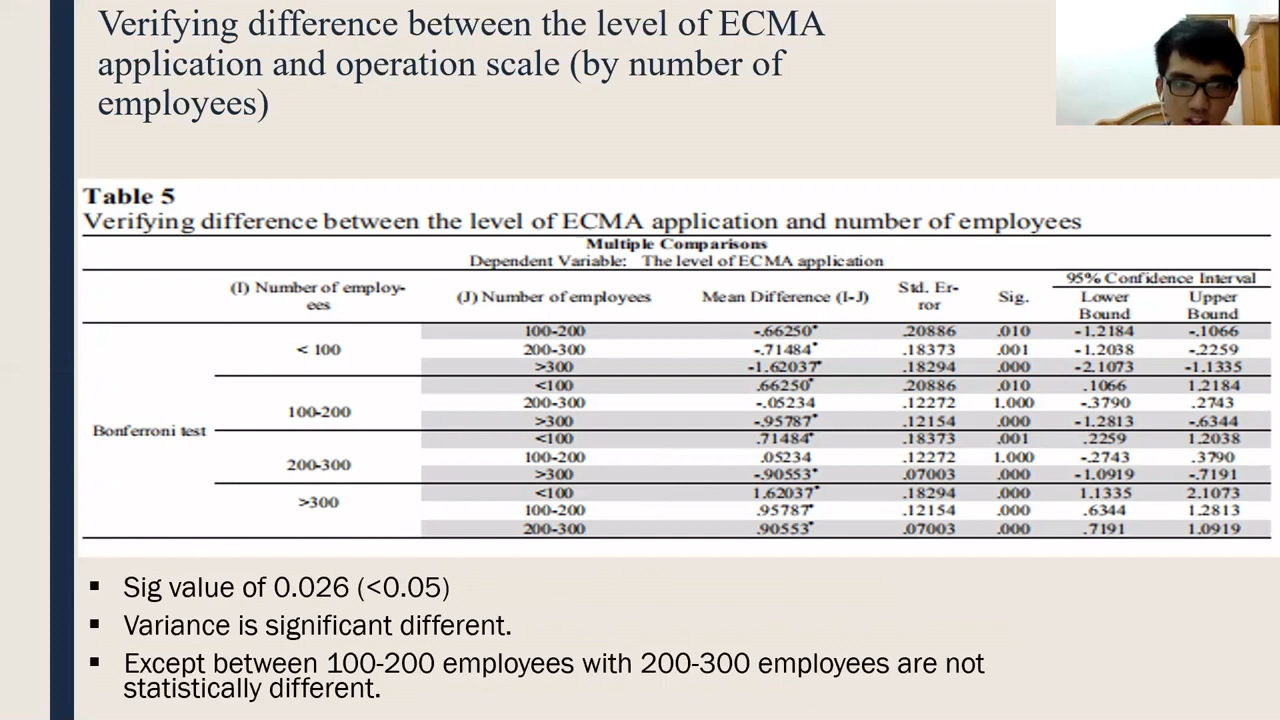 Verifying difference between the level of ECMA
application and operation scale (by number of
employees)
Table 5
Verifying difference between the level of ECMA application and number of employees
Multiple Comparisons
Dependent Variable: The level of ECMA application
(I) Number of employ-
ees
(J) Number of employees
Mean Difference (I-J)
Std. Er-
ror
Sig.
95% Confidence Interval
Lower
Bound
Upper
Bound
Bonferroni test
< 100
100-200 -.66250* .20886 .010 -1.2184 -.1066
200-300 -.71484* .18373 .001 -1.2038 -.2259
>300 -1.62037* .18294 .000 -2.1073 -1.1335
100-200
<100 .66250* .20886 .010 .1066 1.2184
200-300 -.05234 .12272 1.000 -.3790 .2743
>300 -.95787* .12154 .000 -1.2813 -.6344
200-300
<100 .71484* .18373 .001 .2259 1.2038
100-200 .05234 .12272 1.000 -.2743 .3790
>300 -.90553* .07003 .000 -1.0919 -.7191
>300
<100 1.62037* .18294 .000 1.1335 2.1073
100-200 .95787* .12154 .000 .6344 1.2813
200-300 .90553* .07003 .000 .7191 1.0919
▪ Sig value of 0.026 (<0.05)
▪ Variance is significant different.
▪ Except between 100-200 employees with 200-300 employees are not
statistically different.